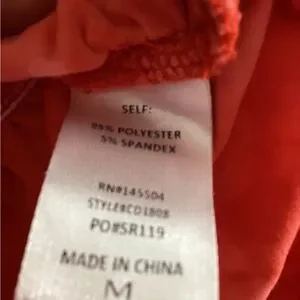 SELF:
95% POLYESTER
5% SPANDEX
RN#145504
STYLE#CD1808
PO#SR119
MADE IN CHINA
M